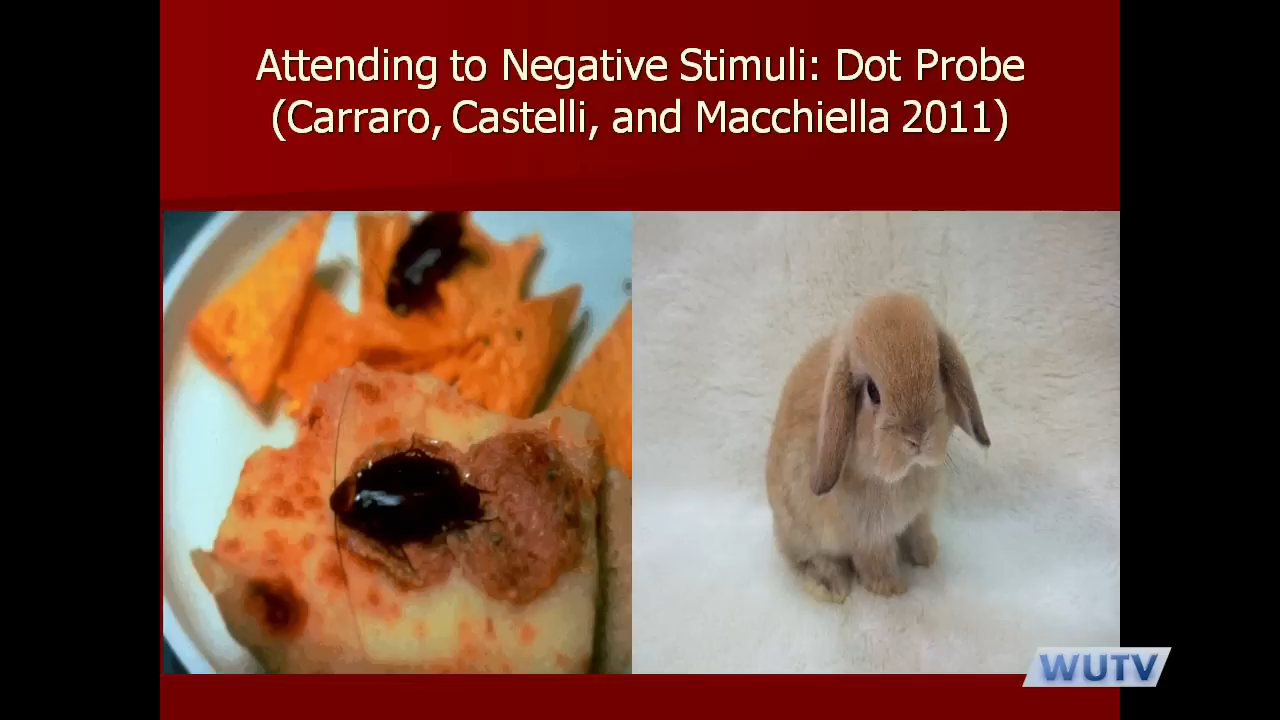 Attending to Negative Stimuli: Dot Probe
(Carraro, Castelli, and Macchiella 2011)
WUTV